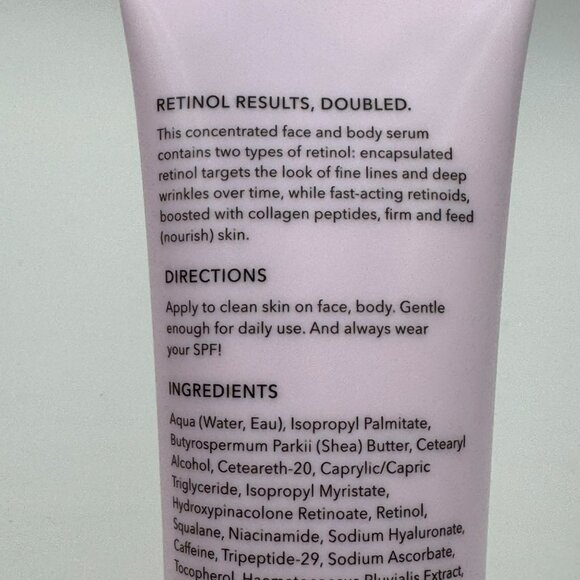 RETINOL RESULTS, DOUBLED.
This concentrated face and body serum
contains two types of retinol: encapsulated
retinol targets the look of fine lines and deep
wrinkles over time, while fast-acting retinoids,
boosted with collagen peptides, firm and feed
(nourish) skin.
DIRECTIONS
Apply to clean skin on face, body. Gentle
enough for daily use. And always wear
your SPF!
INGREDIENTS
Aqua (Water, Eau), Isopropyl Palmitate,
Butyrospermum Parkii (Shea) Butter, Cetearyl
Alcohol, Ceteareth-20, Caprylic/Capric
Triglyceride, Isopropyl Myristate,
Hydroxypinacolone Retinoate, Retinol,
Squalane, Niacinamide, Sodium Hyaluronate,
Caffeine, Tripeptide-29, Sodium Ascorbate,
Tocopherol, Haematococcus Pluvialis Extract,